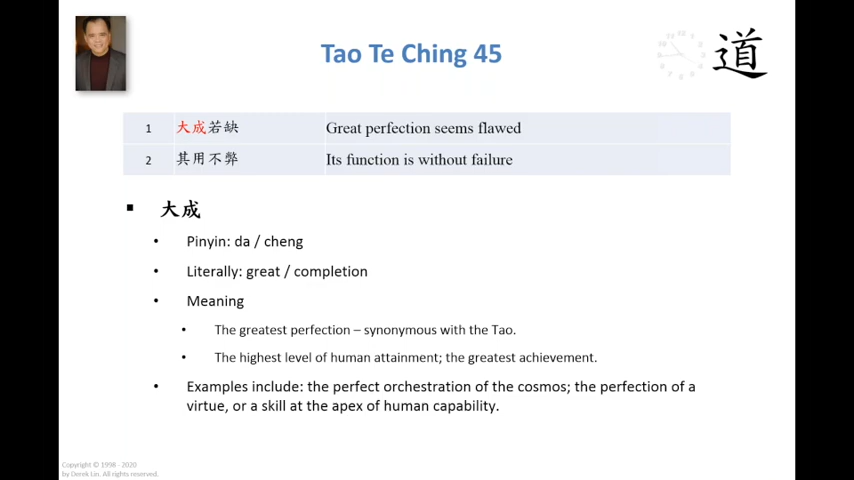 Tao Te Ching 45
道
1 大成若缺 Great perfection seems flawed
2 其用不弊 Its function is without failure
▪ 大成
• Pinyin: da / cheng
• Literally: great / completion
• Meaning
• The greatest perfection – synonymous with the Tao.
• The highest level of human attainment; the greatest achievement.
• Examples include: the perfect orchestration of the cosmos; the perfection of a
virtue, or a skill at the apex of human capability.
Copyright © 1998 - 2020
by Derek Lin. All rights reserved.